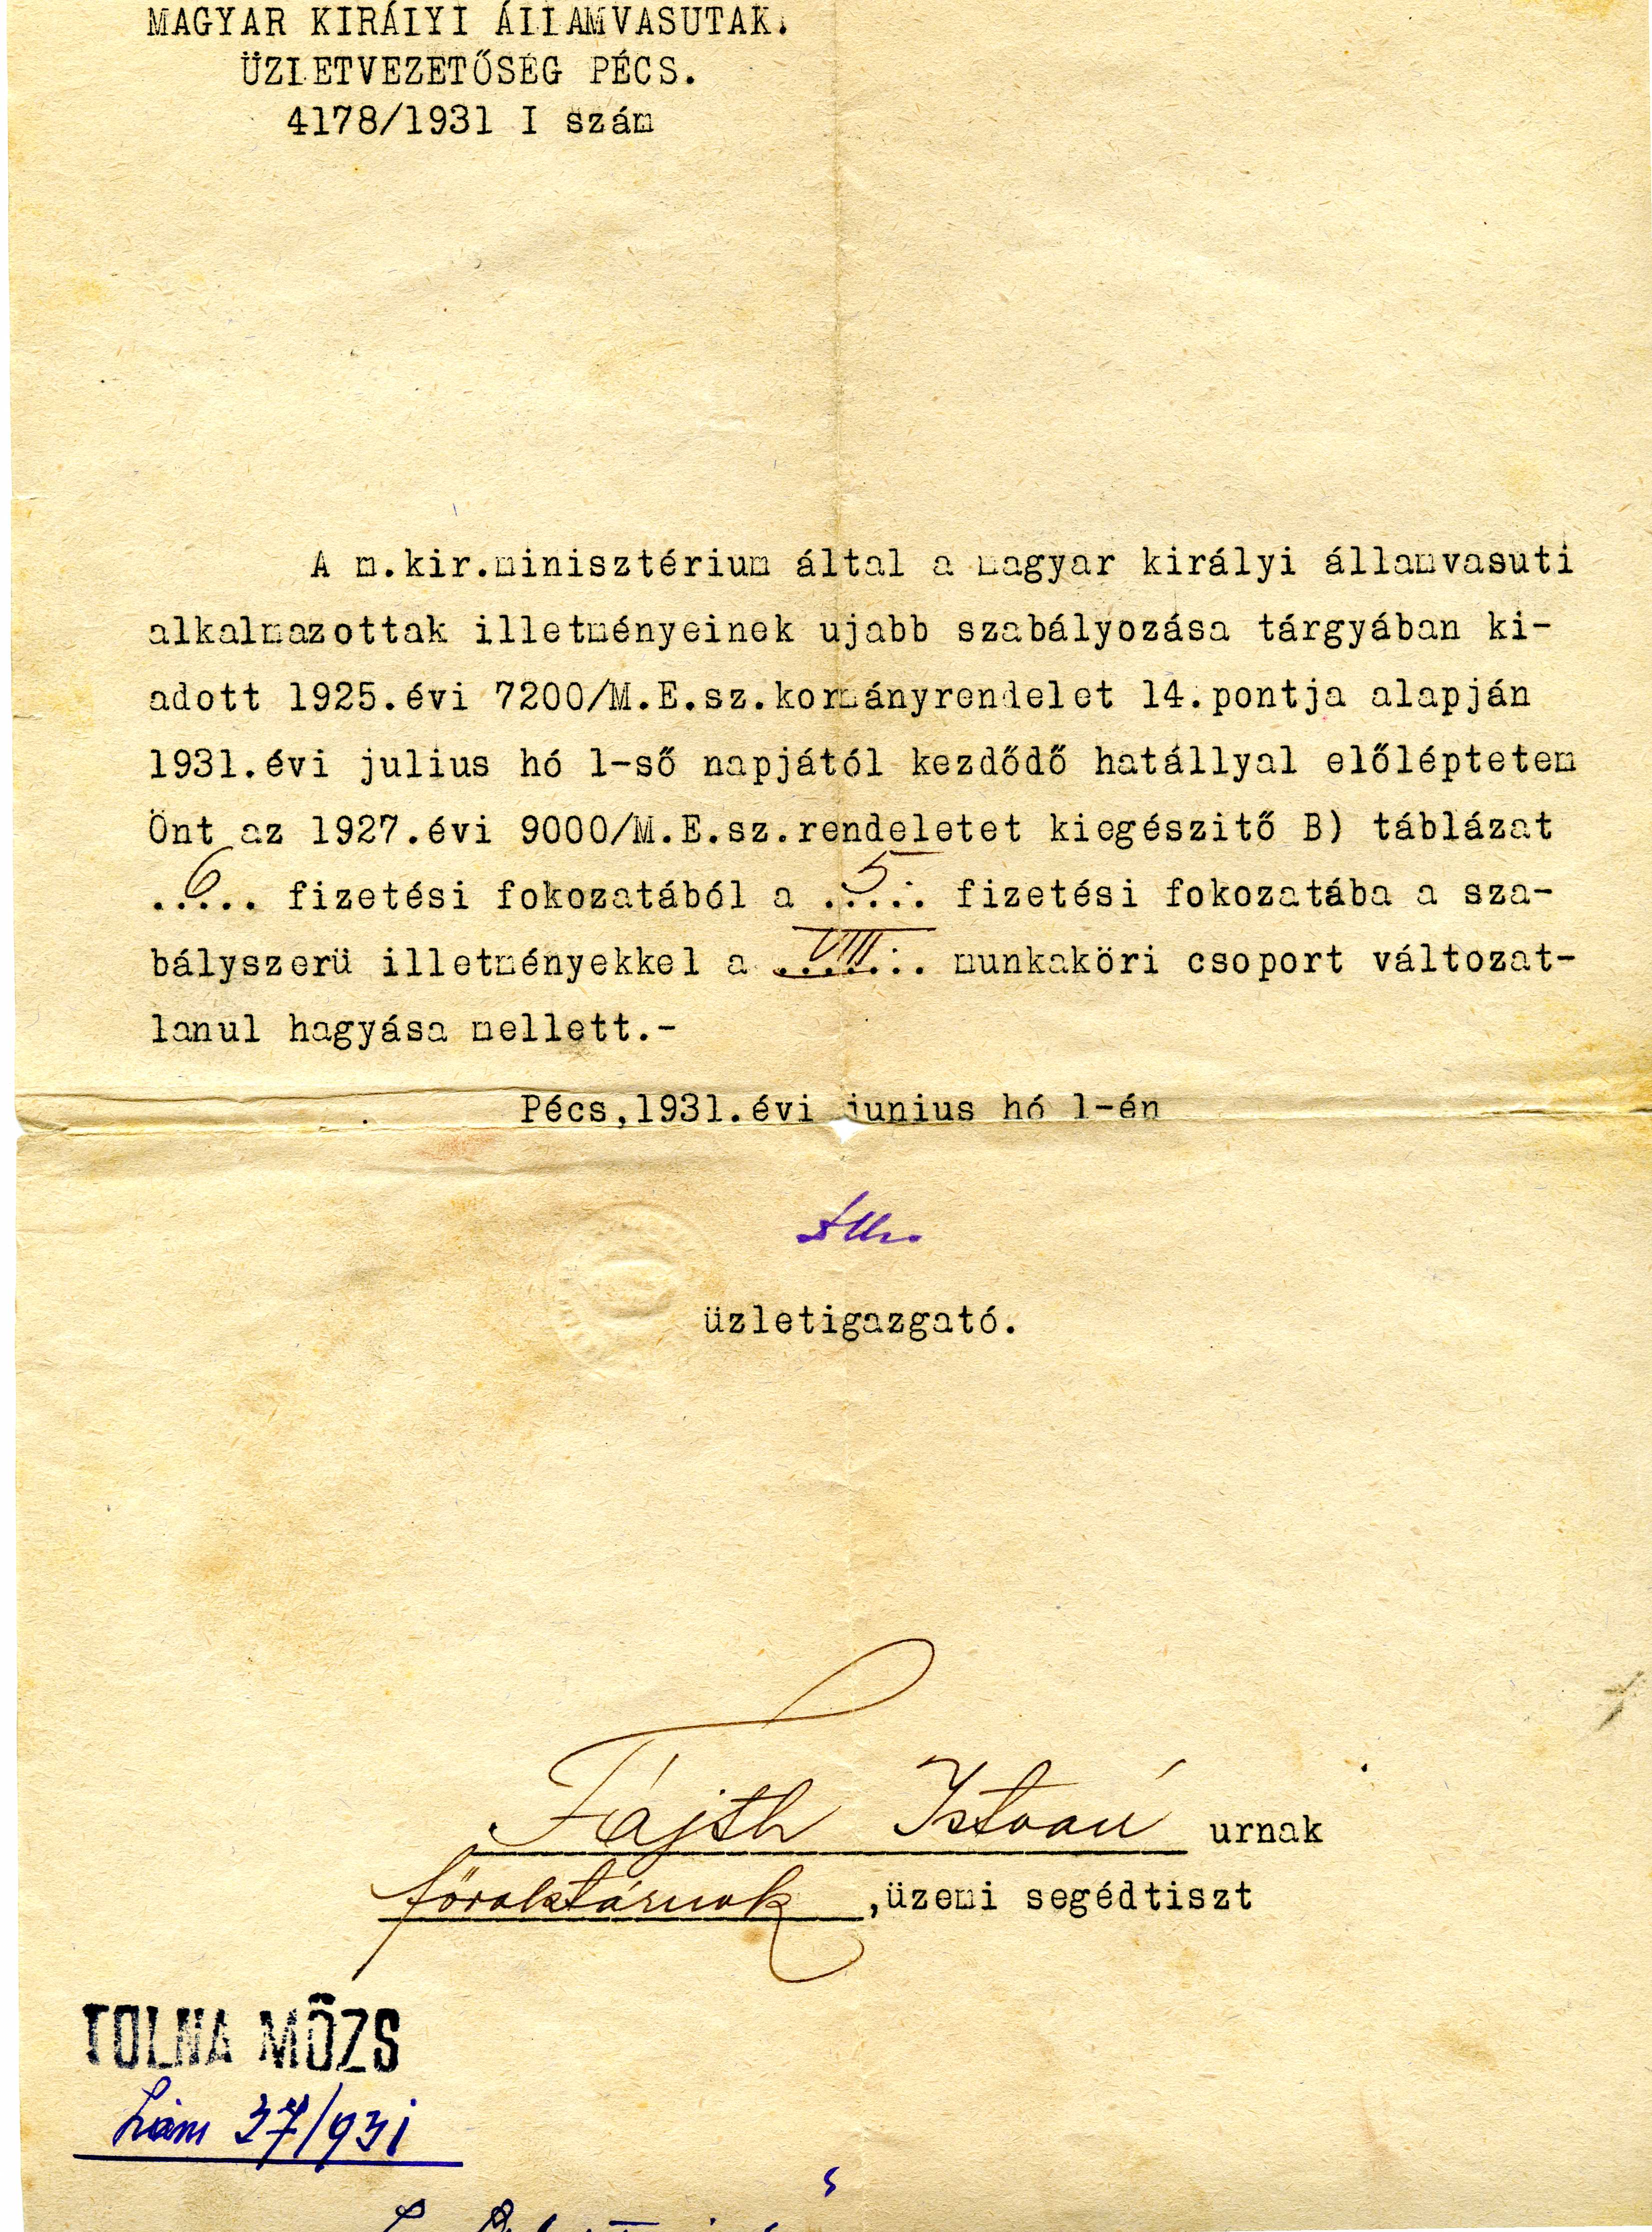 MAGYAR KIRÁLYI ÁLLAMVASUTAK.
ÜZLETVEZETŐSÉG PÉCS.
4178/1931 I szám
A m.kir.minisztérium által a magyar királyi államvasuti
alkalmazottak illetményeinek ujabb szabályozása tárgyában ki-
adott 1925.évi 7200/M.E.sz.kormányrendelet 14.pontja alapján
1931.évi julius hó 1-ső napjától kezdődő hatállyal előléptetem
Önt az 1927.évi 9000/M.E.sz.rendeletet kiegészitő B) táblázat
..6... fizetési fokozatából a ..5... fizetési fokozatába a sza-
bályszerü illetményekkel a ..VIII... munkaköri csoport változat-
lanul hagyása mellett.-
Pécs,1931.évi junius hó 1-én
üzletigazgató.
Fájth István urnak
főraktárnok ,üzemi segédtiszt
TOLNA MŐZS
Szám 37/931